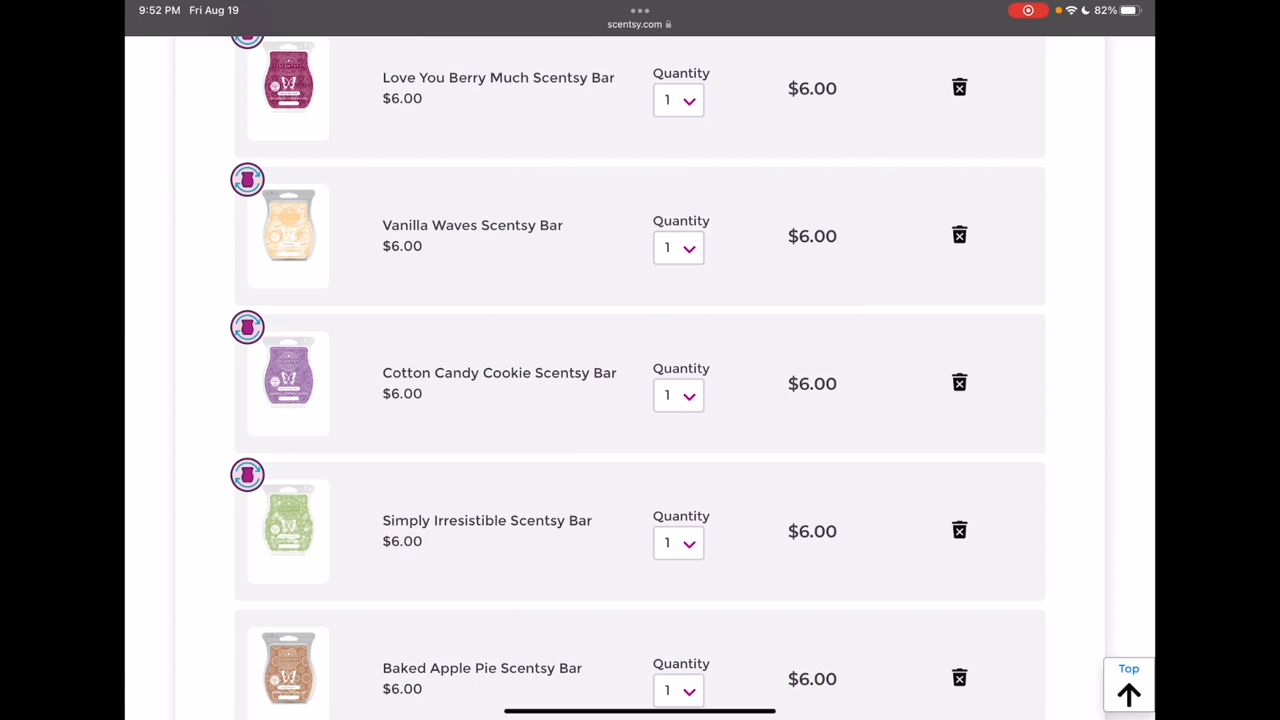 9:52 PM Fri Aug 19
82%
scentsy.com
Love You Berry Much Scentsy Bar
$6.00
Quantity
1
$6.00
Vanilla Waves Scentsy Bar
$6.00
Quantity
1
$6.00
Cotton Candy Cookie Scentsy Bar
$6.00
Quantity
1
$6.00
Simply Irresistible Scentsy Bar
$6.00
Quantity
1
$6.00
Baked Apple Pie Scentsy Bar
$6.00
Quantity
1
$6.00
Top